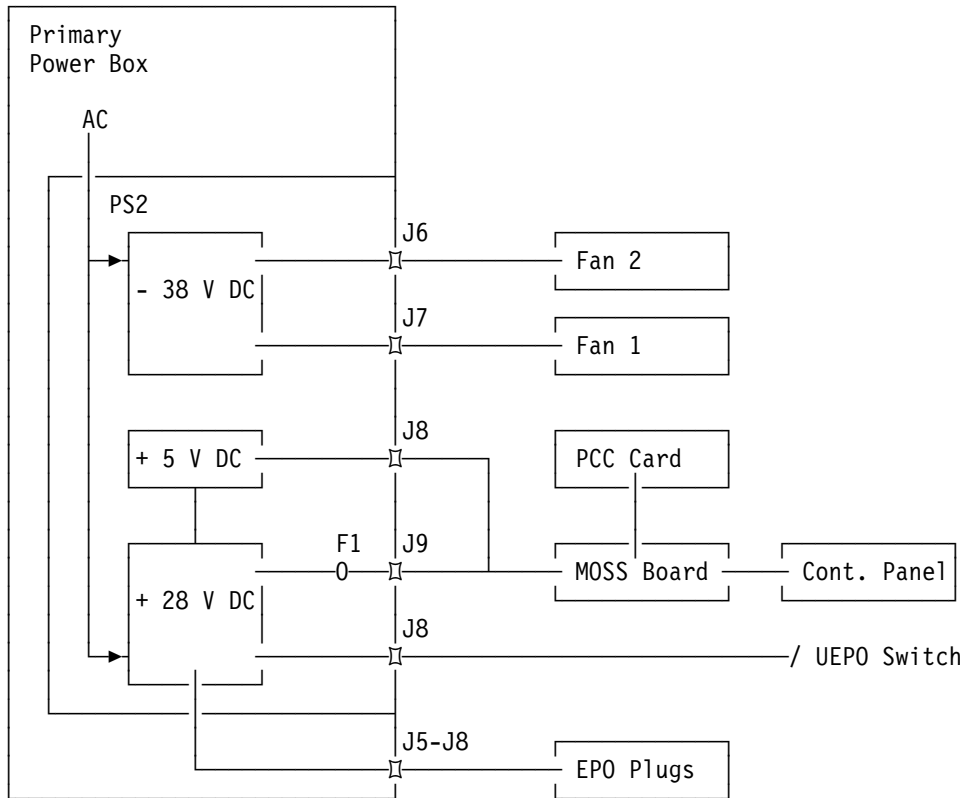 Primary
Power Box
AC
PS2
J6
Fan 2
- 38 V DC
J7
Fan 1
J8
+ 5 V DC
PCC Card
F1
J9
MOSS Board
Cont. Panel
+ 28 V DC
J8
/ UEPO Switch
J5-J8
EPO Plugs